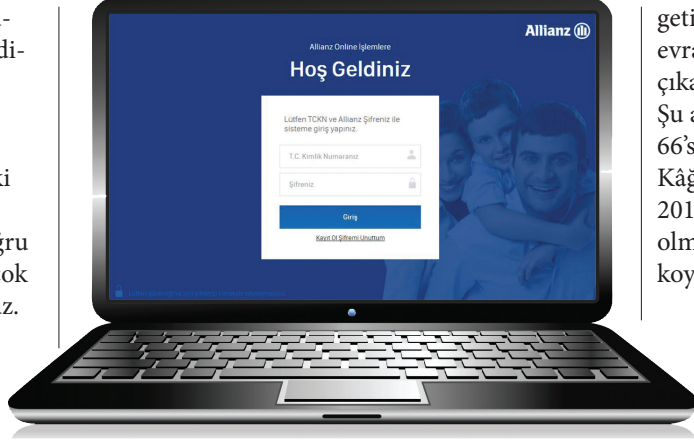 di-
ki
ğru
ok
z.
Allianz
Allianz Online İşlemlere
Hoş Geldiniz
Lütfen TCKN ve Allianz Şifreniz ile
sisteme giriş yapınız.
T.C. Kimlik Numaranız
Şifreniz
Giriş
Kayıt Ol Şifremi Unuttum
geti
evra
çıka
Şu a
66's
Kâğ
201
olm
koy